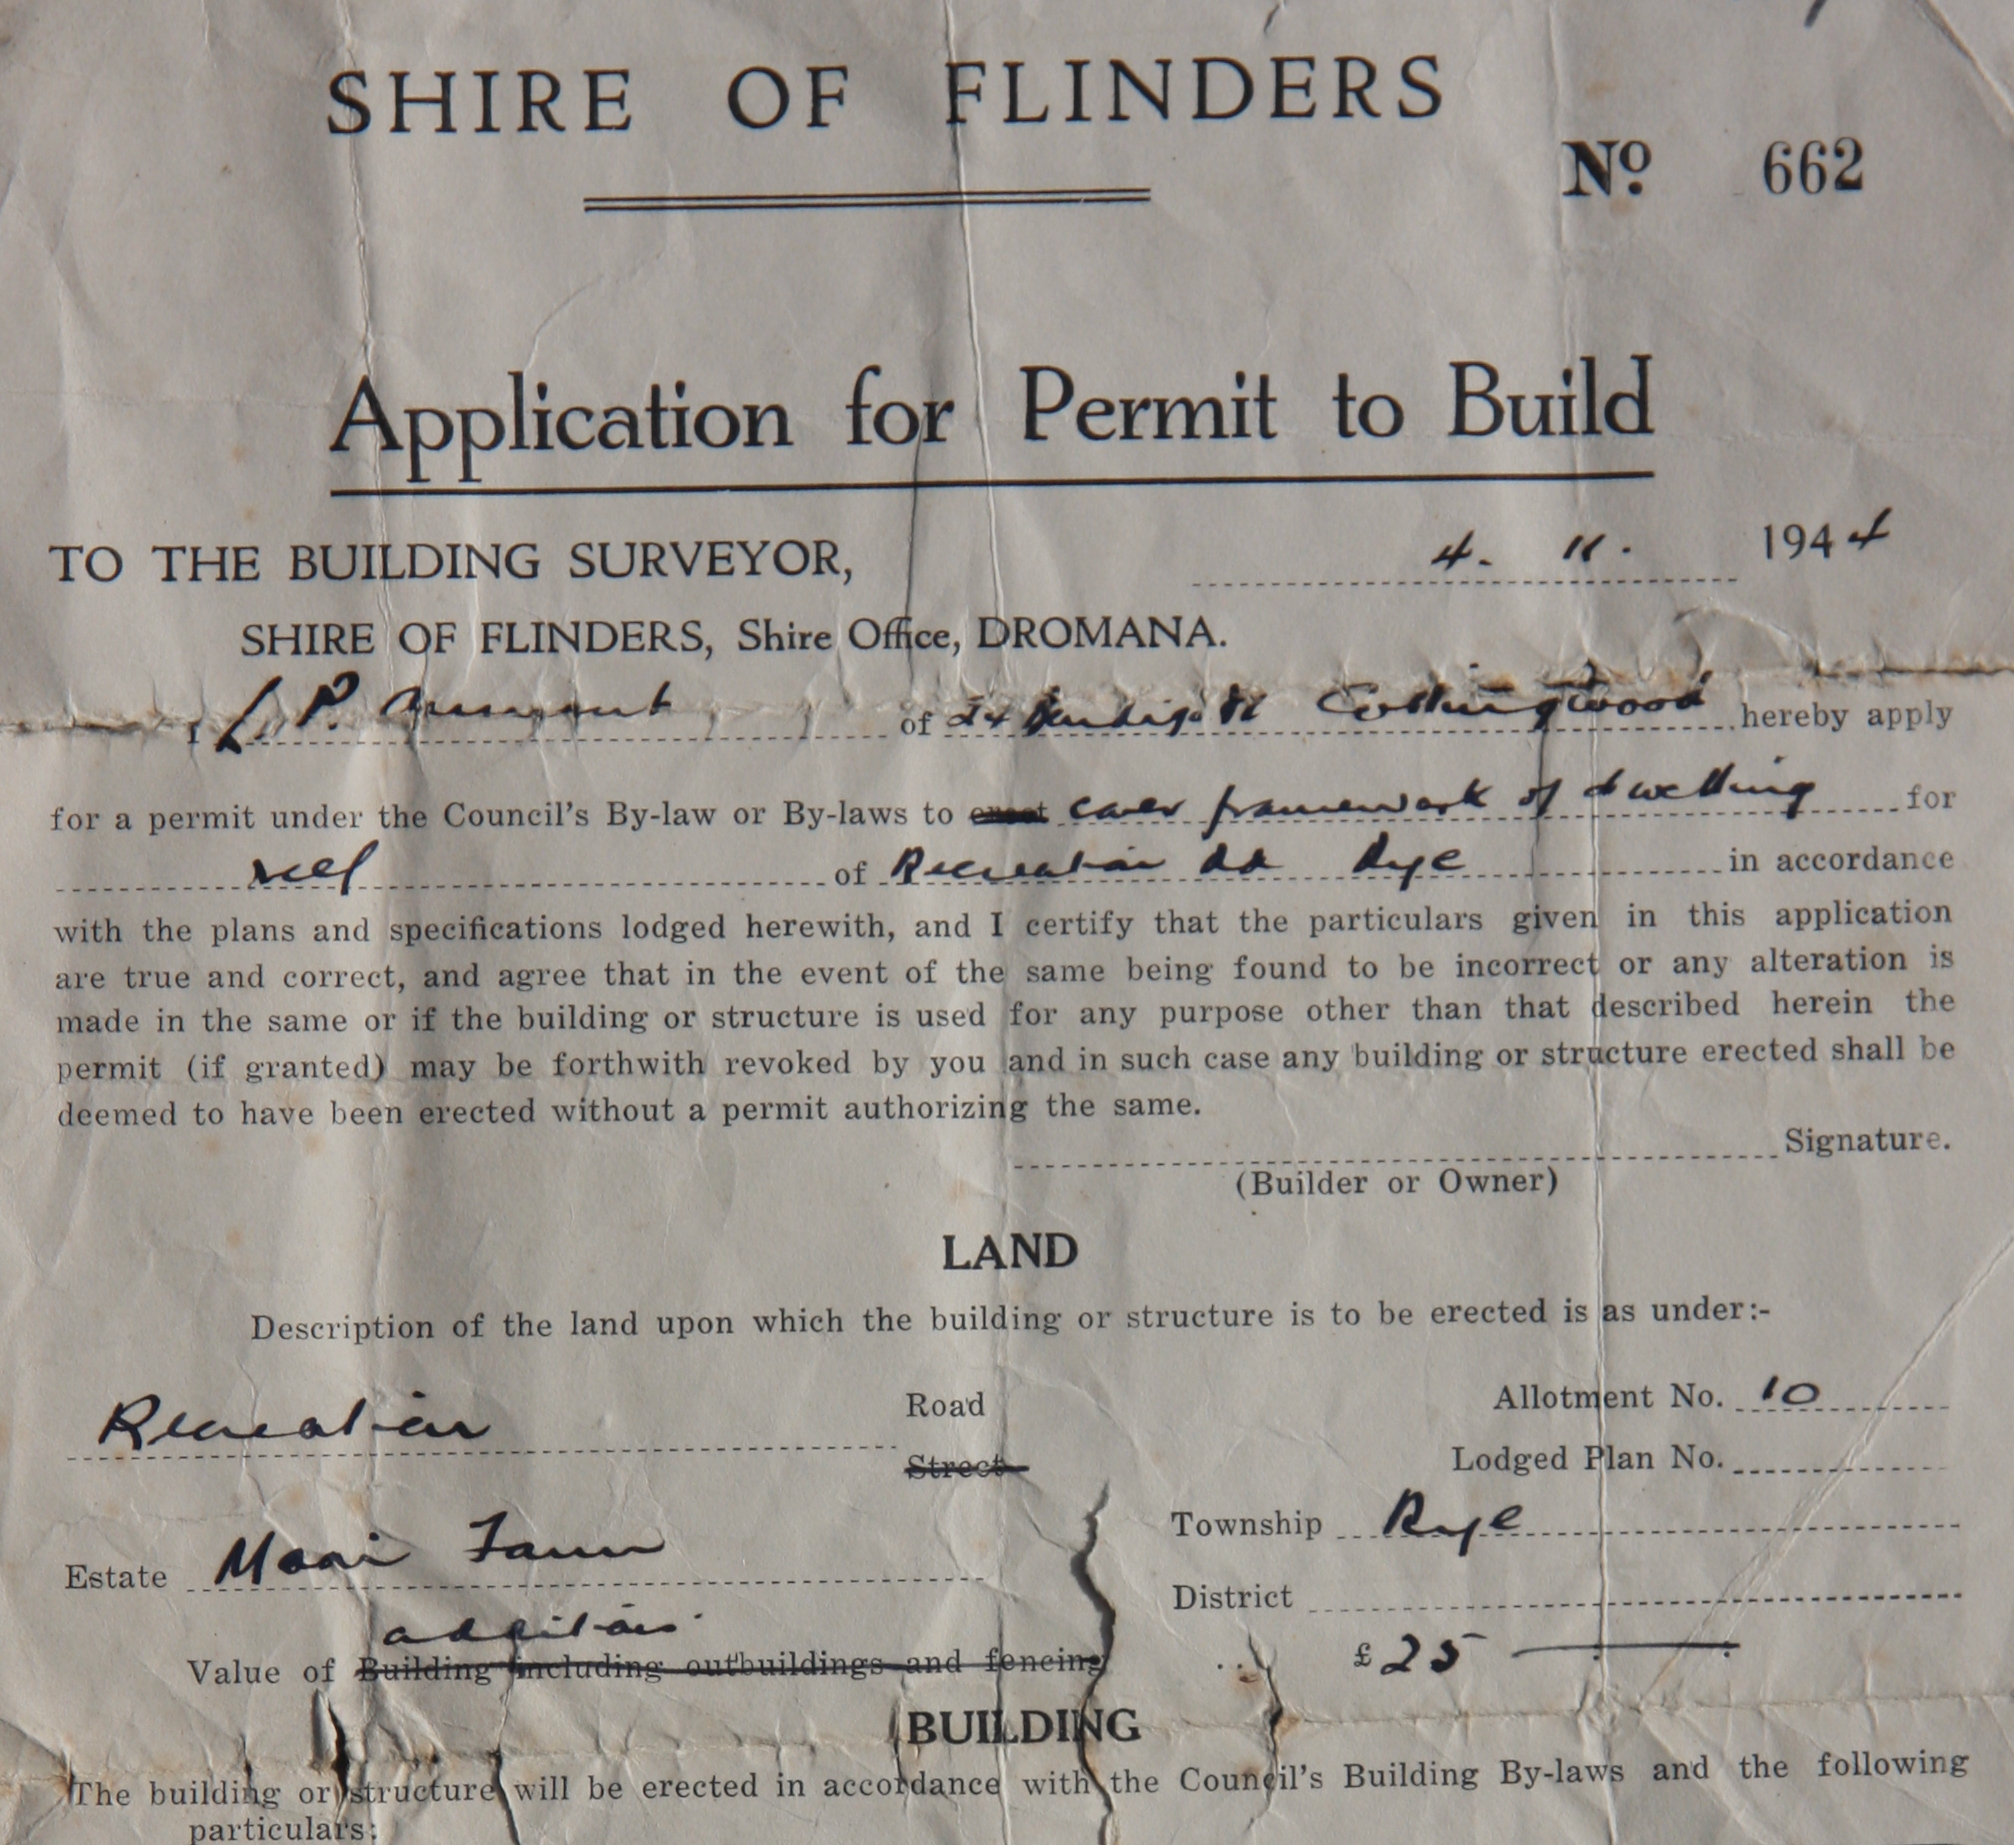 SHIRE OF FLINDERS
Nº 662
Application for Permit to Build
TO THE BUILDING SURVEYOR, 4. 11. 1944
SHIRE OF FLINDERS, Shire Office, DROMANA.
I P. of 24 St Collingwood hereby apply
for a permit under the Council's By-law or By-laws to erect cover framework of dwelling for
self of Recreation Rd Rye in accordance
with the plans and specifications lodged herewith, and I certify that the particulars given in this application
are true and correct, and agree that in the event of the same being found to be incorrect or any alteration is
made in the same or if the building or structure is used for any purpose other than that described herein the
permit (if granted) may be forthwith revoked by you and in such case any building or structure erected shall be
deemed to have been erected without a permit authorizing the same.
Signature.
(Builder or Owner)
LAND
Description of the land upon which the building or structure is to be erected is as under:-
Recreation Road
Street
Allotment No. 10
Lodged Plan No.
Township Rye
Estate
District
addition
Value of Building including outbuildings and fencing £25
BUILDING
The building or structure will be erected in accordance with the Council's Building By-laws and the following
particulars: